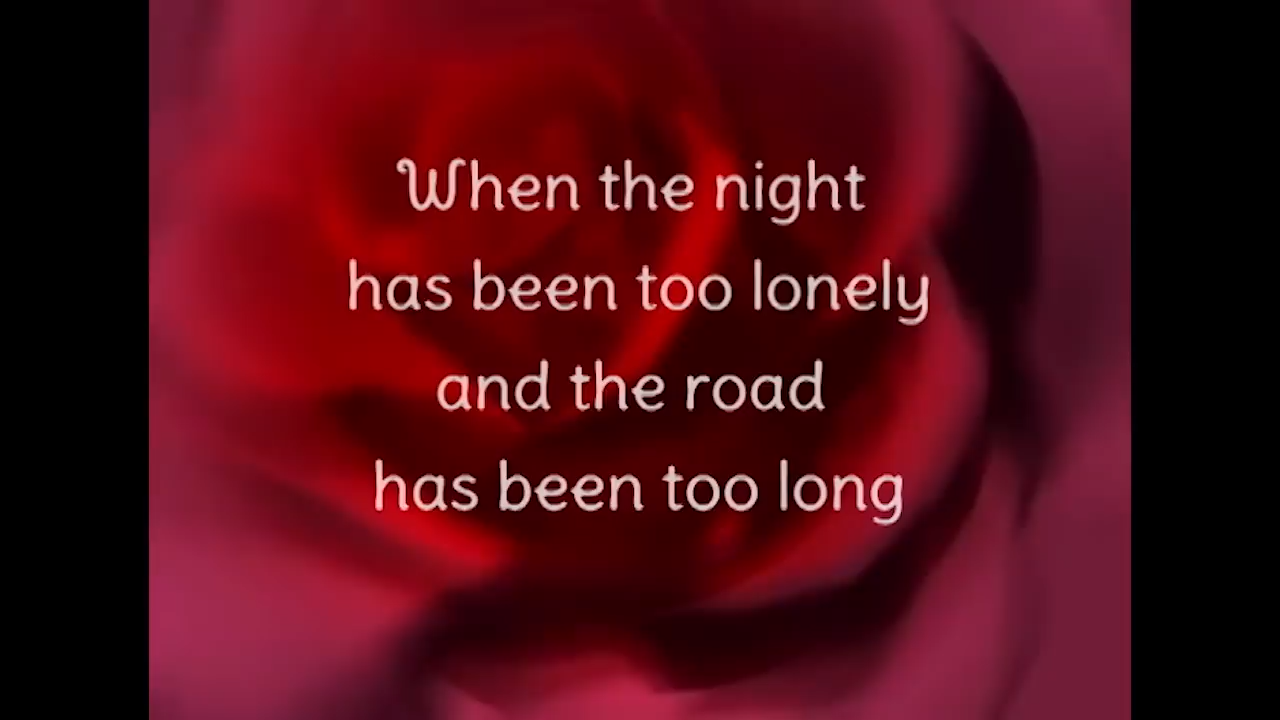 When the night
has been too lonely
and the road
has been too long